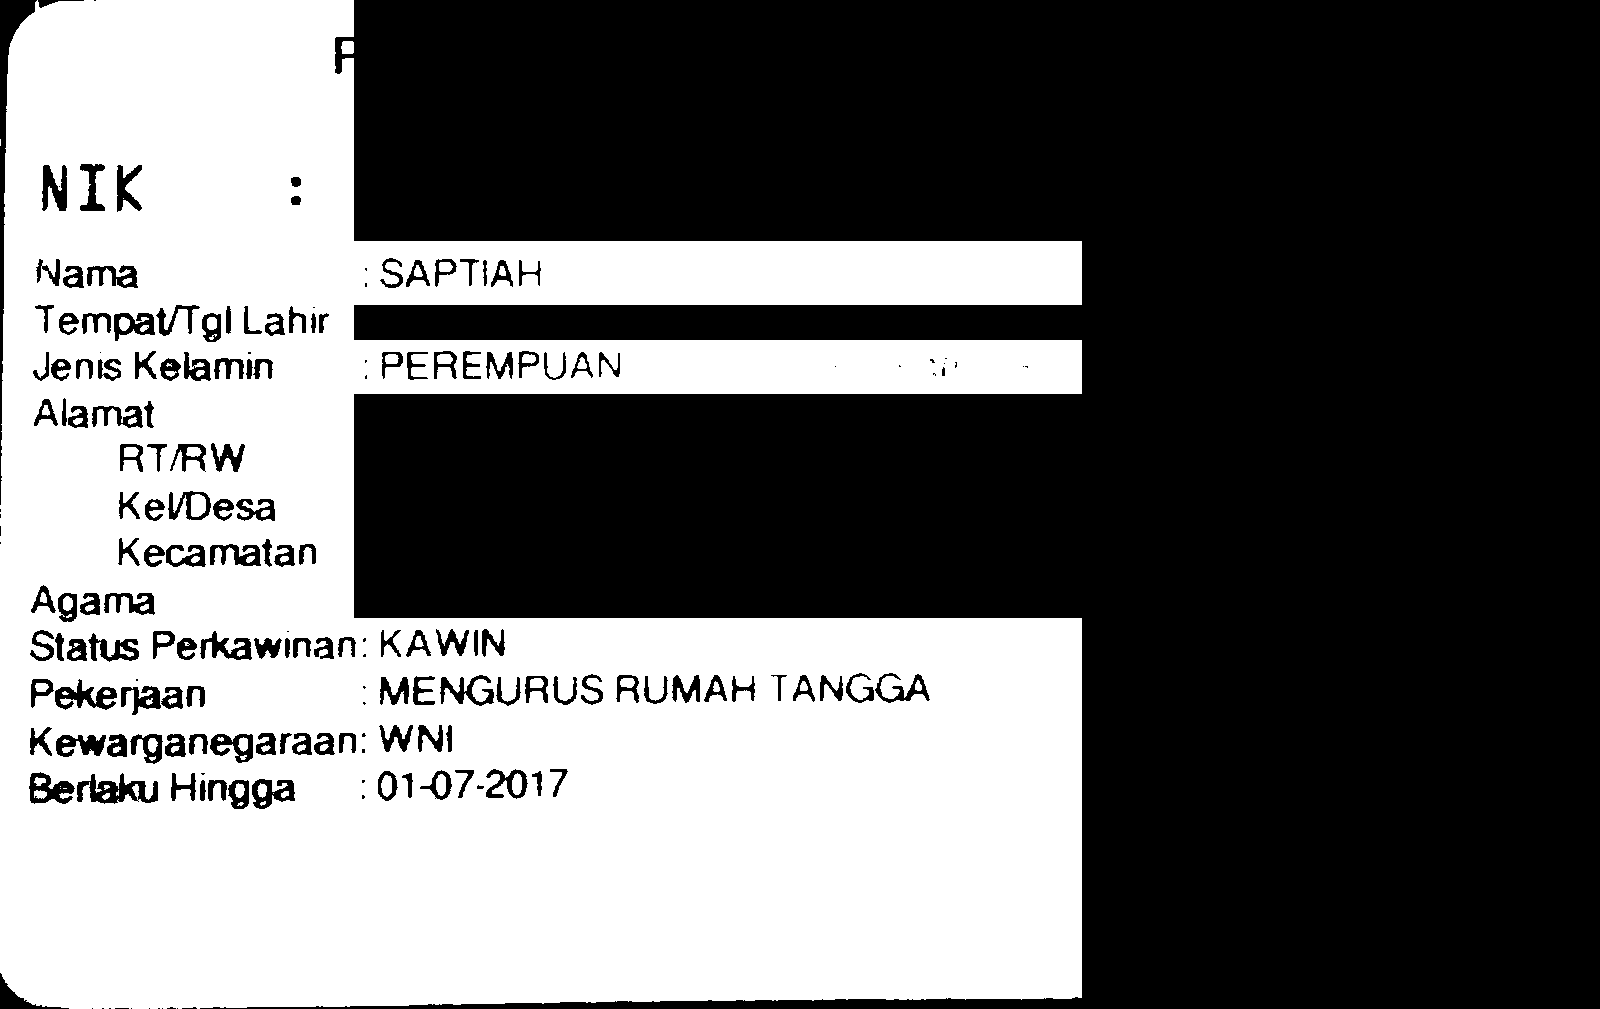 P
NIK :
Nama : SAPTIAH
Tempat/Tgl Lahir
Jenis Kelamin : PEREMPUAN
Alamat
RT/RW
Kel/Desa
Kecamatan
Agama
Status Perkawinan : KAWIN
Pekerjaan : MENGURUS RUMAH TANGGA
Kewarganegaraan : WNI
Berlaku Hingga : 01-07-2017